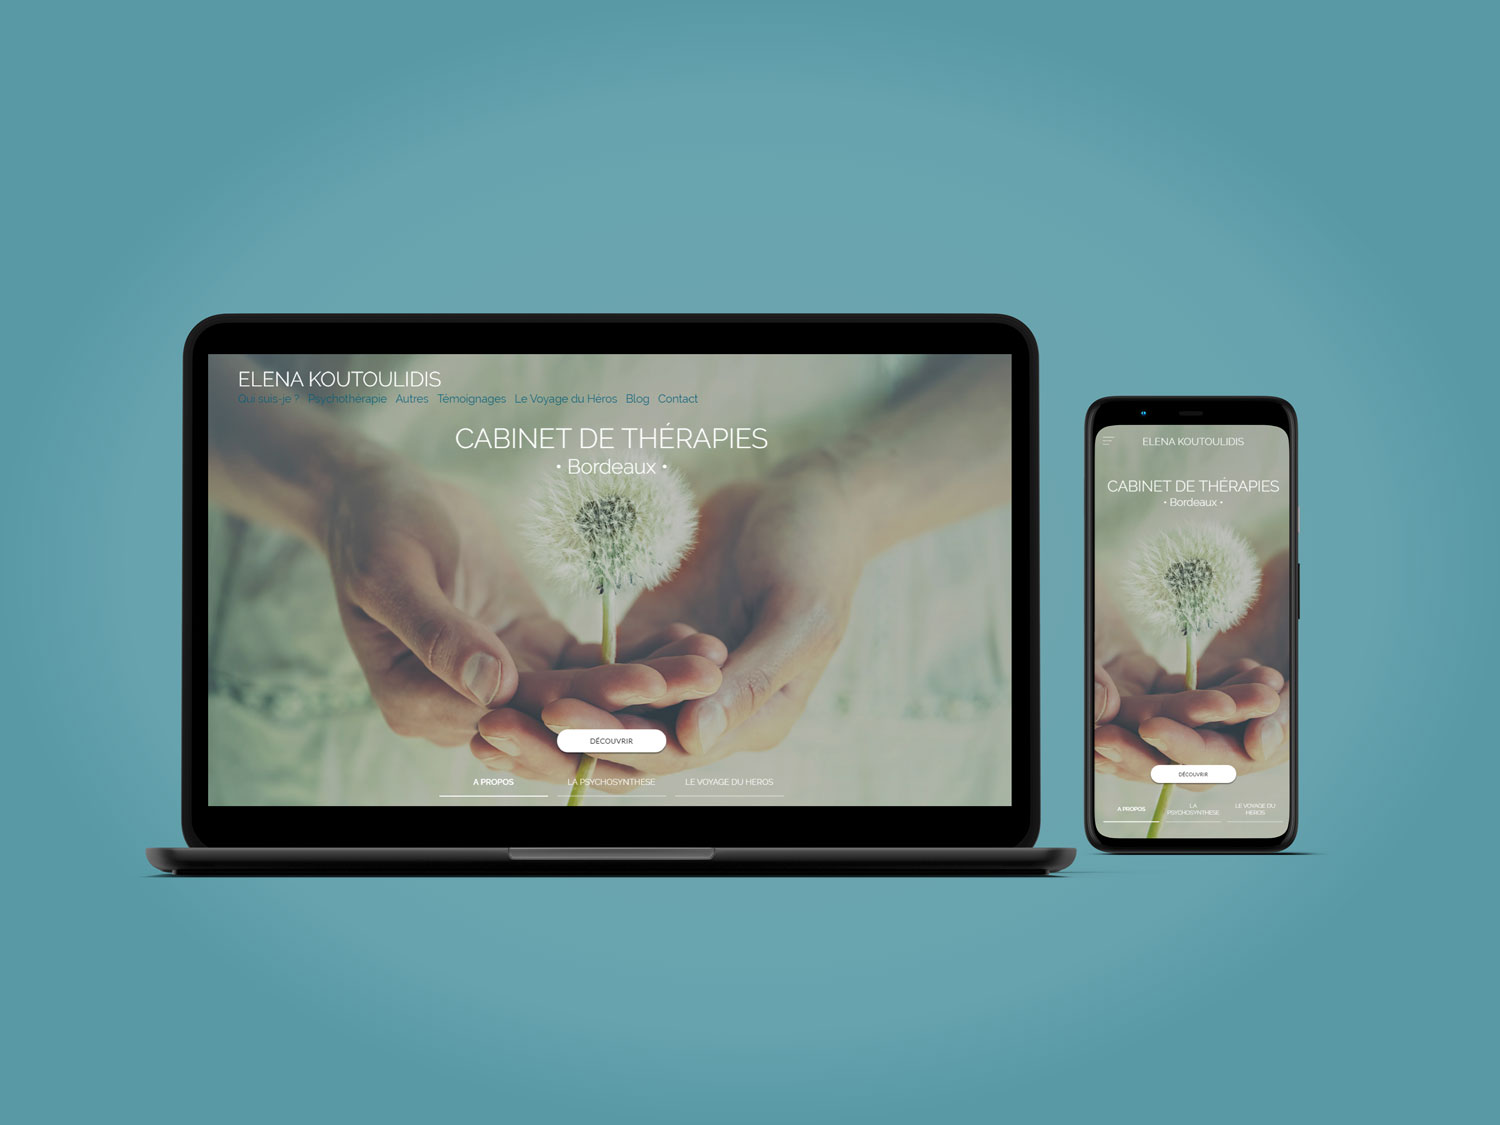 ELENA KOUTOULIDIS
Qui suis-je ? Psychothérapie Autres Témoignages Le Voyage du Héros Blog Contact
CABINET DE THÉRAPIES
• Bordeaux •
DÉCOUVRIR
A PROPOS LA PSYCHOSYNTHESE LE VOYAGE DU HEROS
ELENA KOUTOULIDIS
CABINET DE THÉRAPIES
• Bordeaux •
DÉCOUVRIR
A PROPOS LA PSYCHOSYNTHESE LE VOYAGE DU HEROS